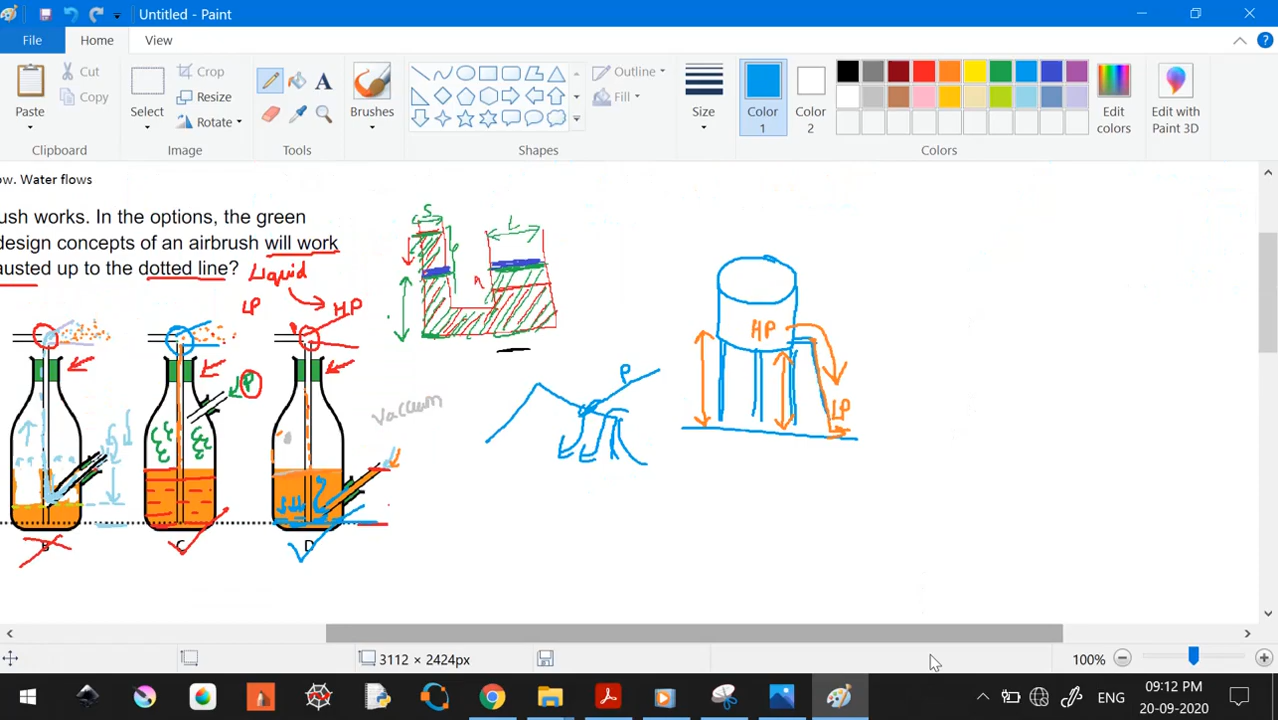 Untitled - Paint
File
Home
View
Paste
Cut
Copy
Clipboard
Select
Crop
Resize
Rotate
Image
Tools
Brushes
Shapes
Outline
Fill
Size
Color 1
Color 2
Edit colors
Edit with Paint 3D
Colors
ow. Water flows
ush works. In the options, the green
design concepts of an airbrush will work
austed up to the dotted line?
Liquid
LP
HP
S
L
P
vaccum
P
HP
LP
B
C
D
3112 × 2424px
100%
ENG
09:12 PM
20-09-2020